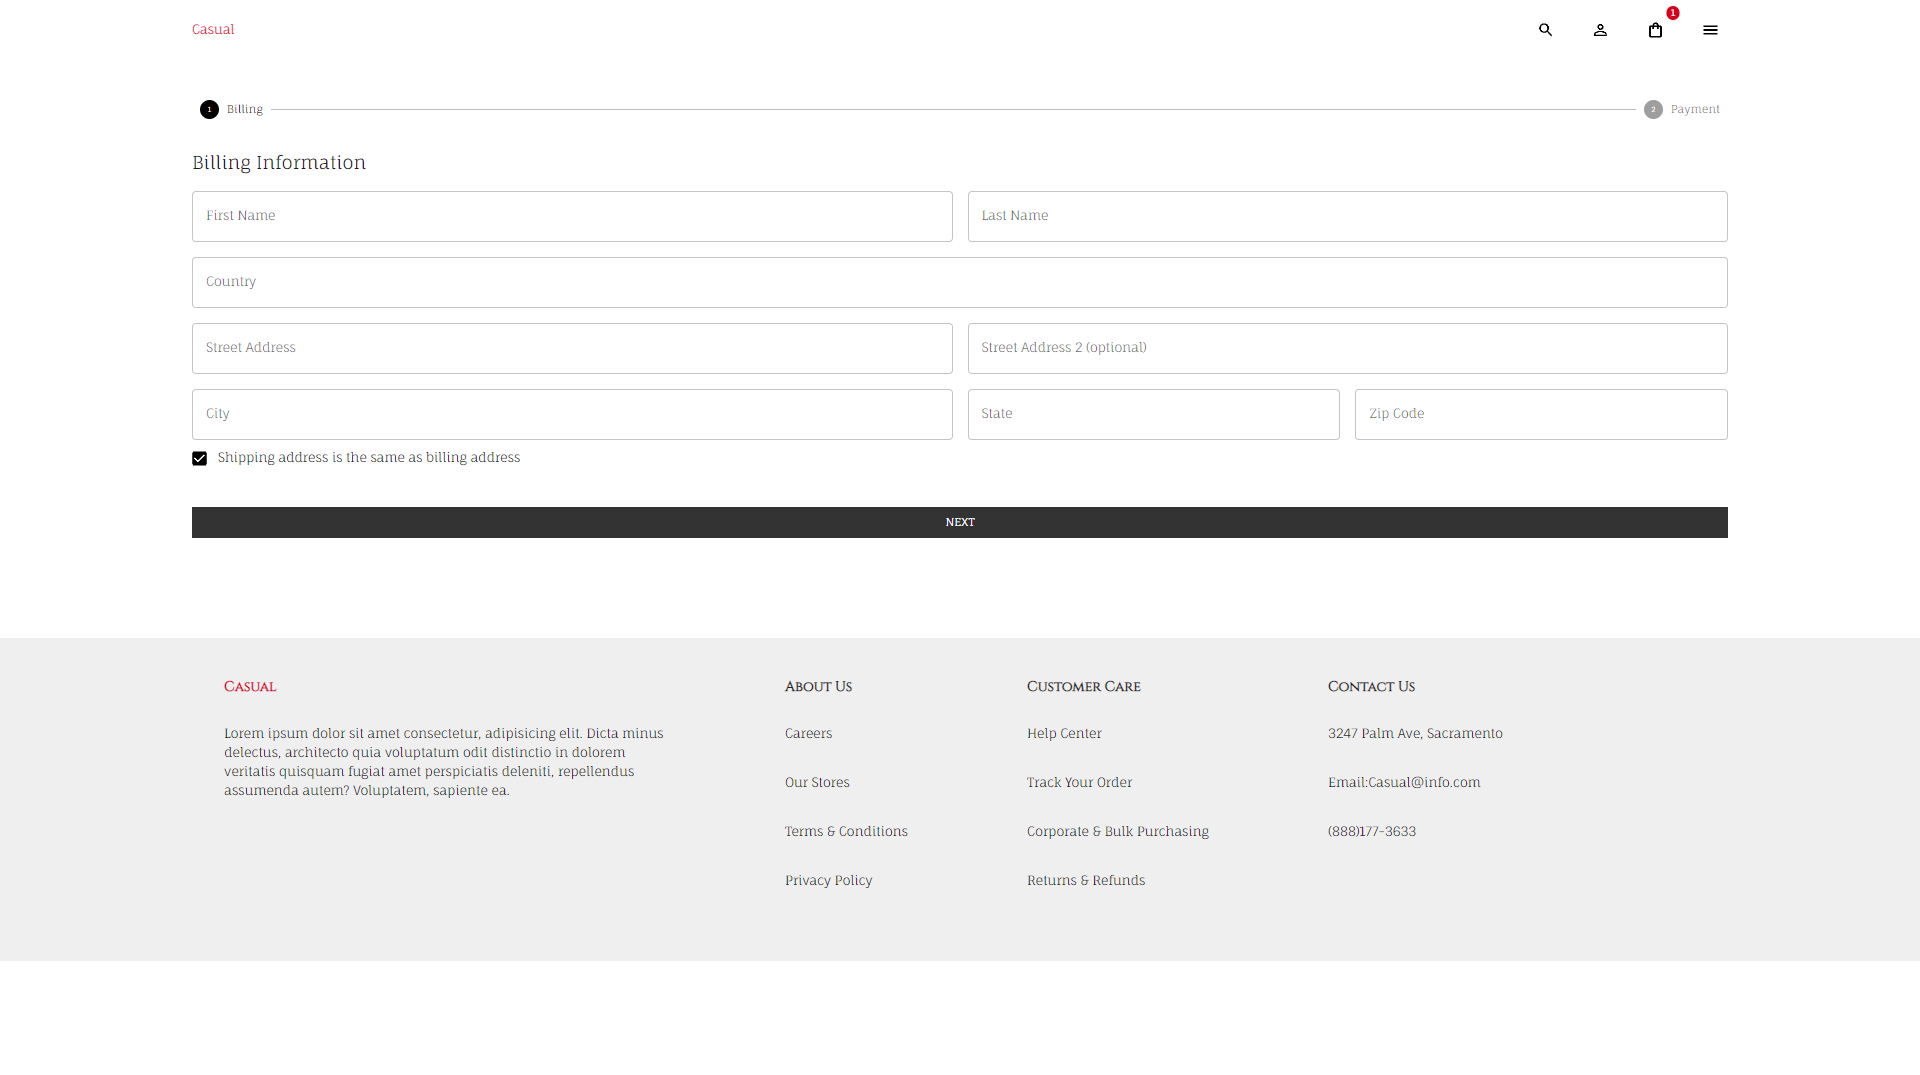 Casual
1
1 Billing
2 Payment
Billing Information
First Name
Last Name
Country
Street Address
Street Address 2 (optional)
City
State
Zip Code
Shipping address is the same as billing address
NEXT
Casual
Lorem ipsum dolor sit amet consectetur, adipisicing elit. Dicta minus
delectus, architecto quia voluptatum odit distinctio in dolorem
veritatis quisquam fugiat amet perspiciatis deleniti, repellendus
assumenda autem? Voluptatem, sapiente ea.
About Us
Careers
Our Stores
Terms & Conditions
Privacy Policy
Customer Care
Help Center
Track Your Order
Corporate & Bulk Purchasing
Returns & Refunds
Contact Us
3247 Palm Ave, Sacramento
Email:Casual@info.com
(888)177-3633